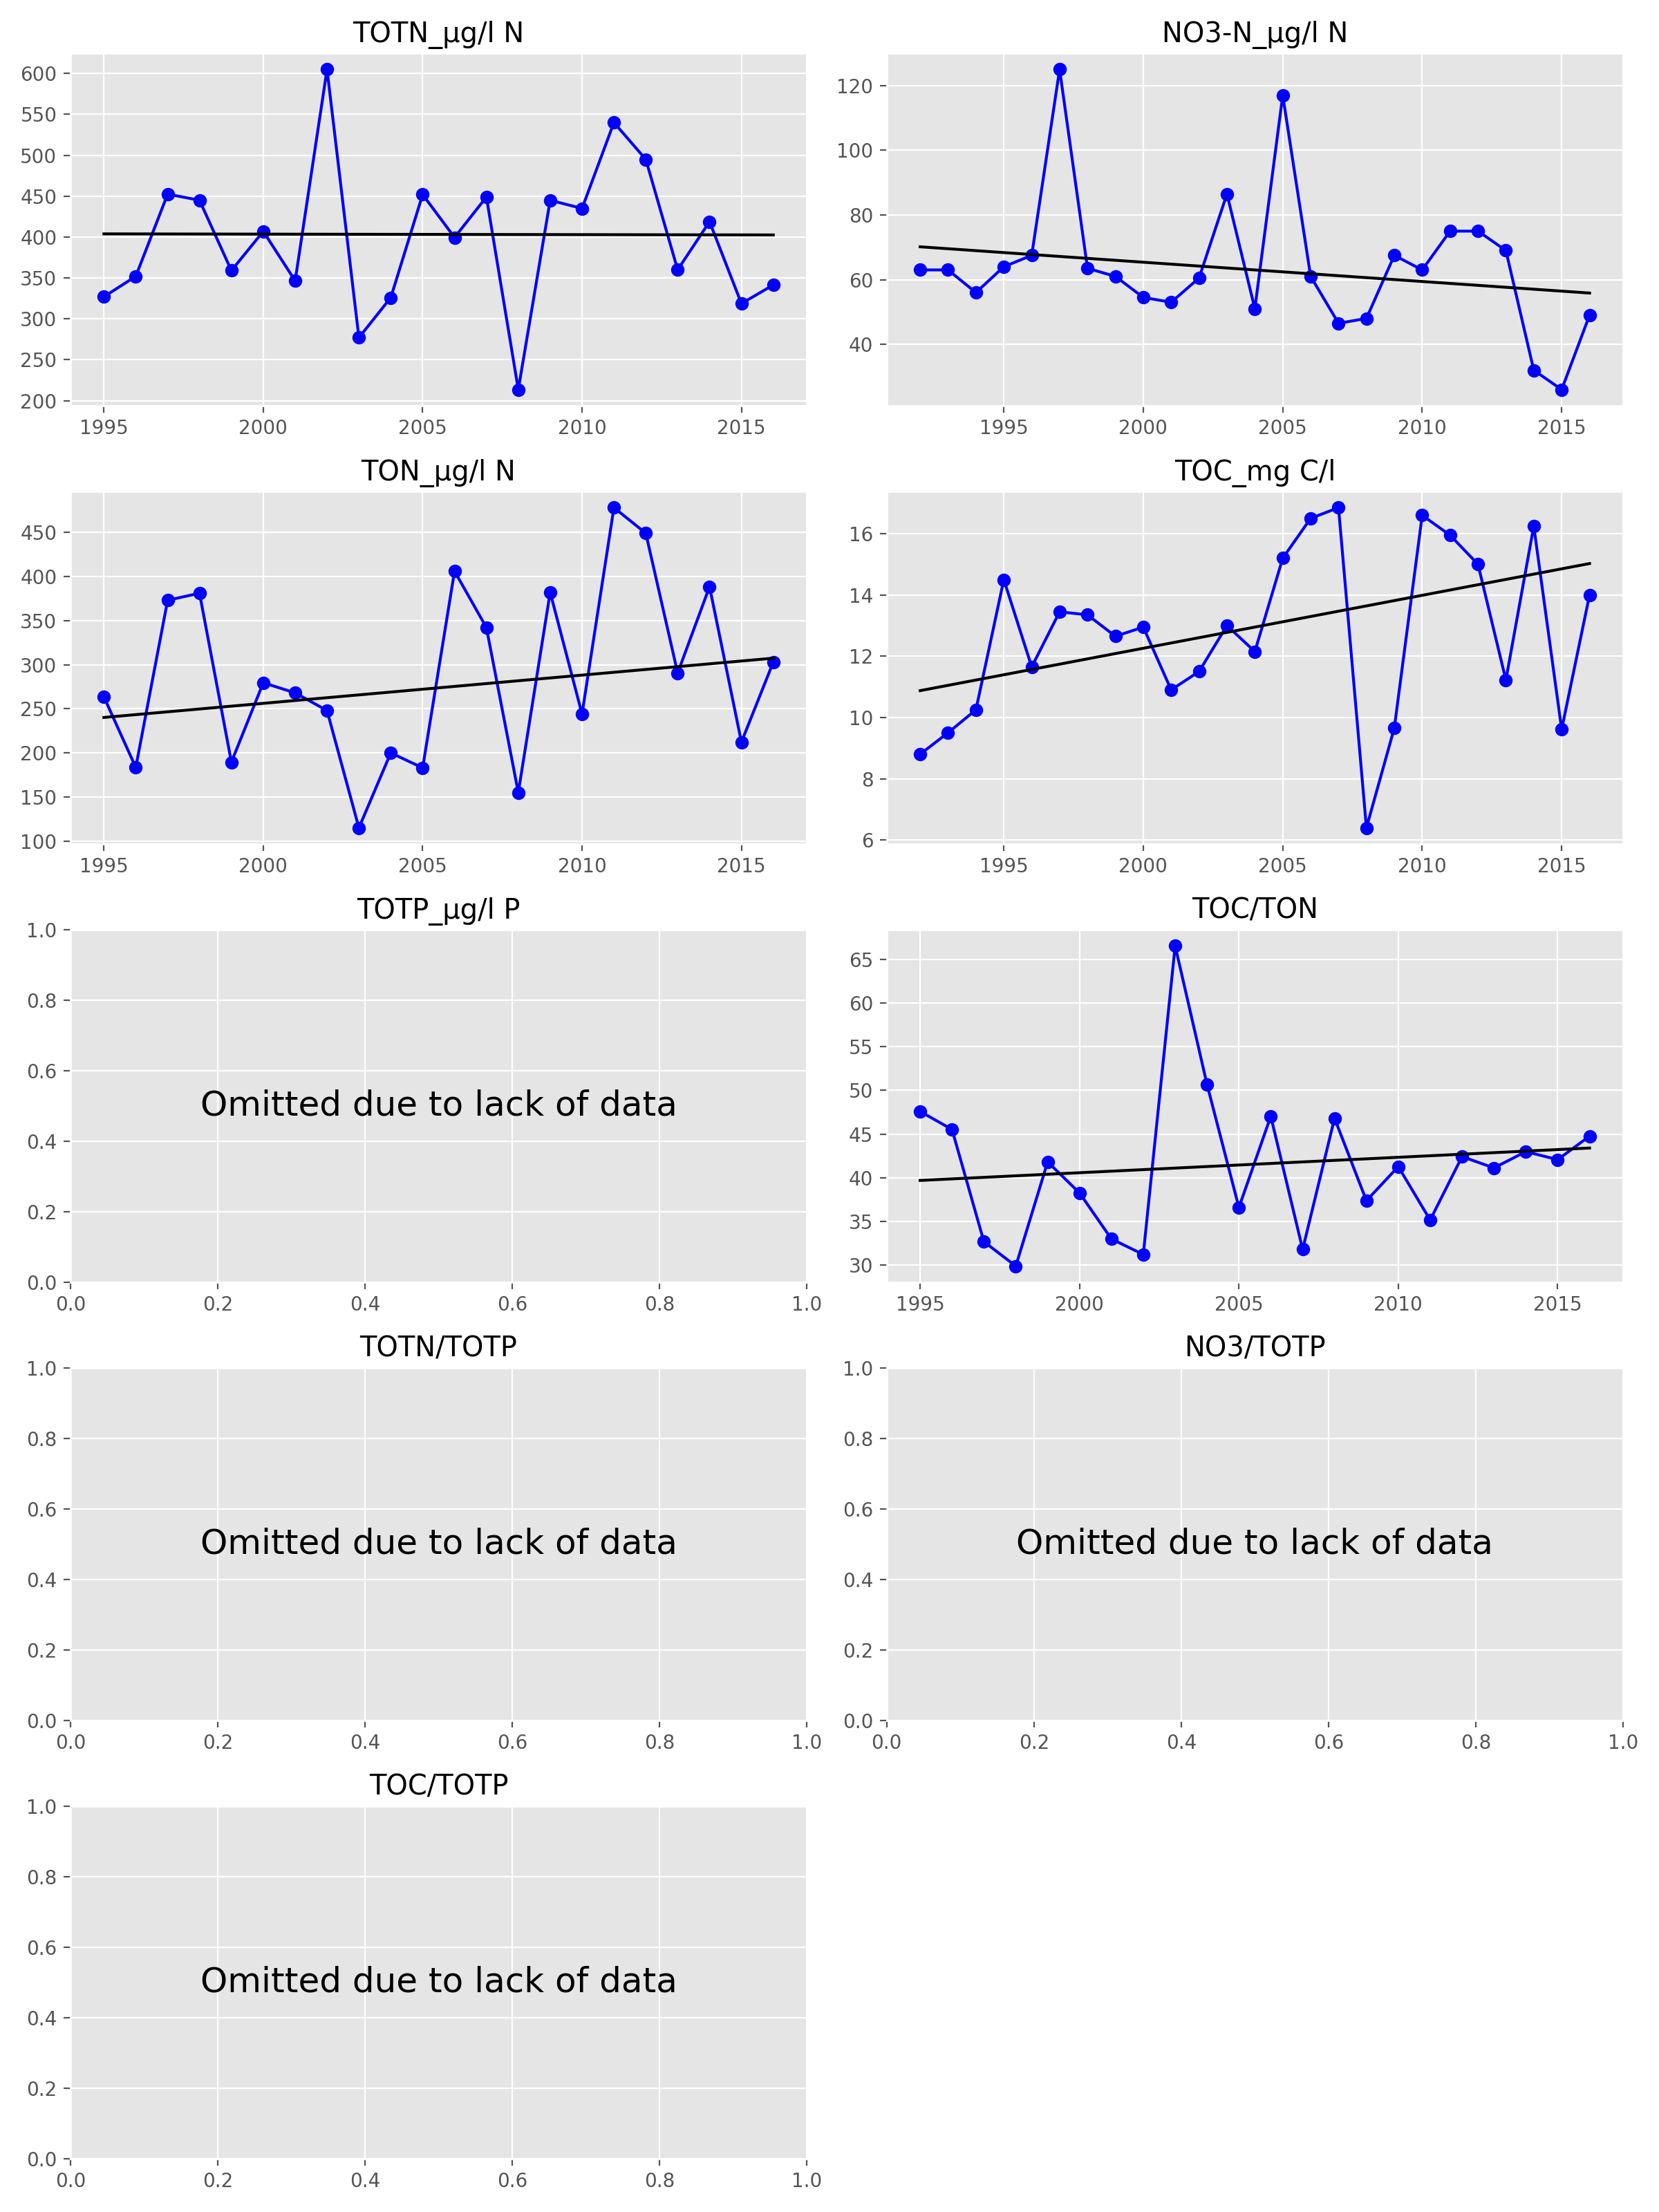 TOTN_µg/l N
600
550
500
450
400
350
300
250
200
1995 2000 2005 2010 2015
NO3-N_µg/l N
120
100
80
60
40
1995 2000 2005 2010 2015
TON_µg/l N
450
400
350
300
250
200
150
100
1995 2000 2005 2010 2015
TOC_mg C/l
16
14
12
10
8
6
1995 2000 2005 2010 2015
TOTP_µg/l P
1.0
0.8
0.6
Omitted due to lack of data
0.4
0.2
0.0
0.0 0.2 0.4 0.6 0.8 1.0
TOC/TON
65
60
55
50
45
40
35
30
1995 2000 2005 2010 2015
TOTN/TOTP
1.0
0.8
0.6
Omitted due to lack of data
0.4
0.2
0.0
0.0 0.2 0.4 0.6 0.8 1.0
NO3/TOTP
1.0
0.8
0.6
Omitted due to lack of data
0.4
0.2
0.0
0.0 0.2 0.4 0.6 0.8 1.0
TOC/TOTP
1.0
0.8
0.6
Omitted due to lack of data
0.4
0.2
0.0
0.0 0.2 0.4 0.6 0.8 1.0